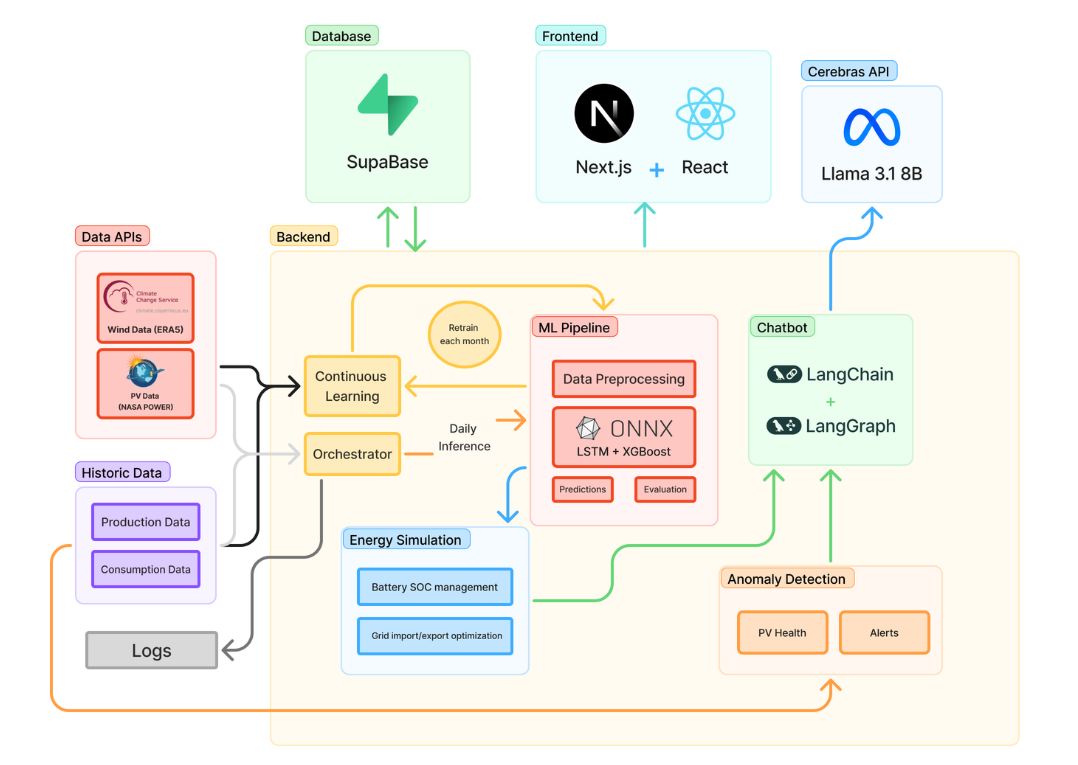 Database
SupaBase
Frontend
Next.js + React
Cerebras API
Llama 3.1 8B
Data APIs
Climate
Change Service
climate.copernicus.eu
Wind Data (ERA5)
PV Data
(NASA POWER)
Historic Data
Production Data
Consumption Data
Logs
Backend
Retrain
each month
Continuous
Learning
Orchestrator
Daily
Inference
ML Pipeline
Data Preprocessing
ONNX
LSTM + XGBoost
Predictions
Evaluation
Energy Simulation
Battery SOC management
Grid import/export optimization
Chatbot
LangChain
+
LangGraph
Anomaly Detection
PV Health
Alerts